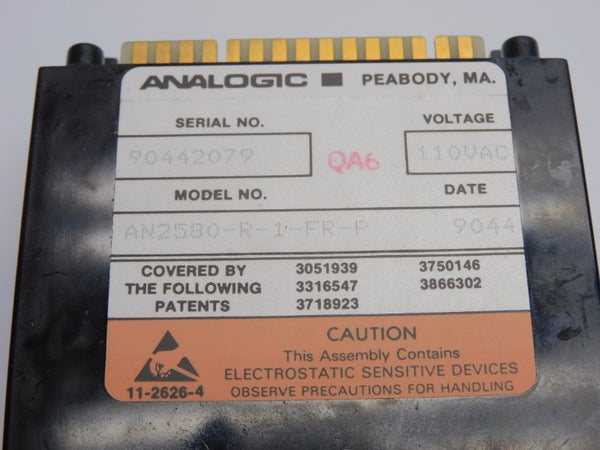 ANALOGIC ■ PEABODY, MA.
SERIAL NO. VOLTAGE
90442079 QA6 110VAC
MODEL NO. DATE
AN2580-R-1-FR-P 9044
COVERED BY 3051939 3750146
THE FOLLOWING 3316547 3866302
PATENTS 3718923
CAUTION
This Assembly Contains
ELECTROSTATIC SENSITIVE DEVICES
11-2626-4 OBSERVE PRECAUTIONS FOR HANDLING